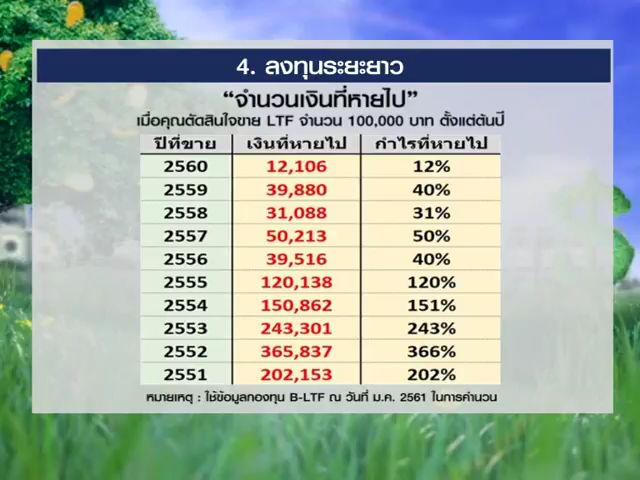 4. ลงทุนระยะยาว
“จำนวนเงินที่หายไป”
เมื่อคุณตัดสินใจขาย LTF จำนวน 100,000 บาท ตั้งแต่ต้นปี
ปีที่ขาย เงินที่หายไป กำไรที่หายไป
2560 12,106 12%
2559 39,880 40%
2558 31,088 31%
2557 50,213 50%
2556 39,516 40%
2555 120,138 120%
2554 150,862 151%
2553 243,301 243%
2552 365,837 366%
2551 202,153 202%
หมายเหตุ : ใช้ข้อมูลกองทุน B-LTF ณ วันที่ ม.ค. 2561 ในการคำนวน